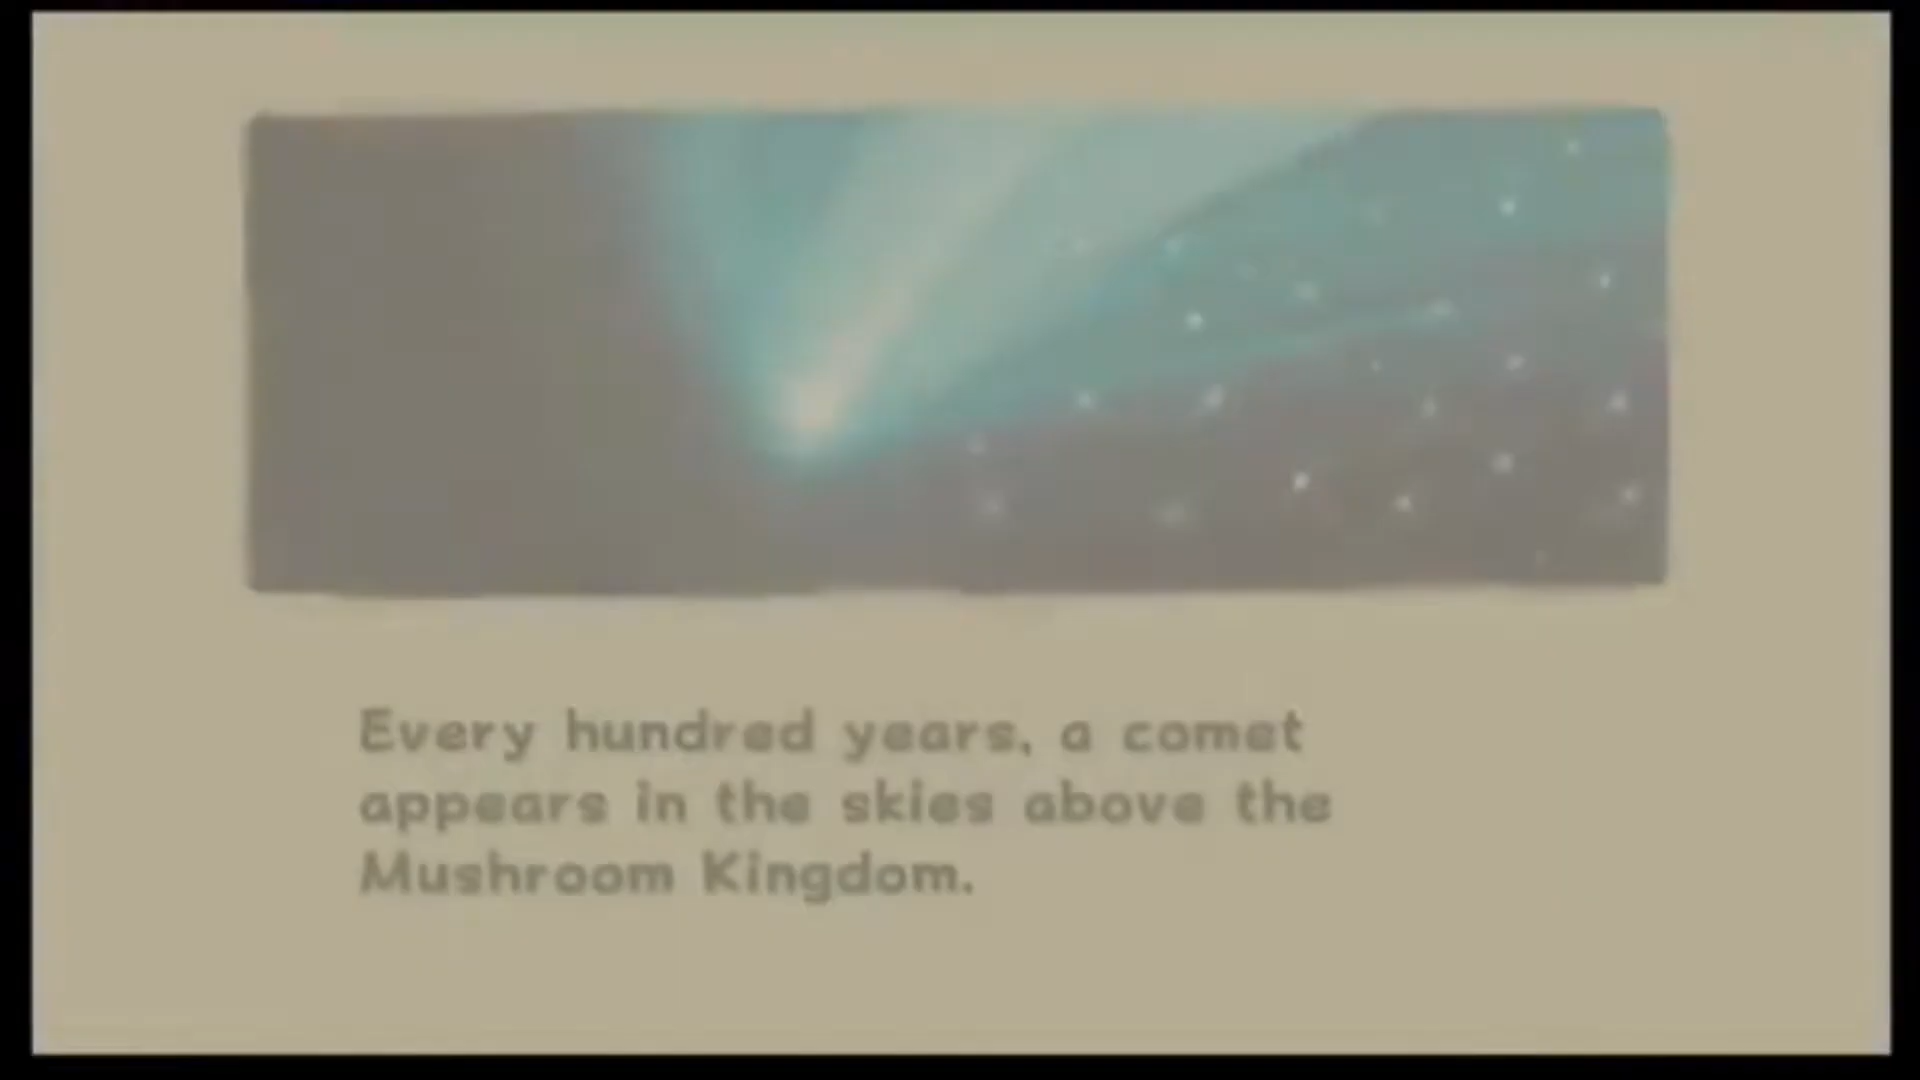 Every hundred years, a comet
appears in the skies above the
Mushroom Kingdom.